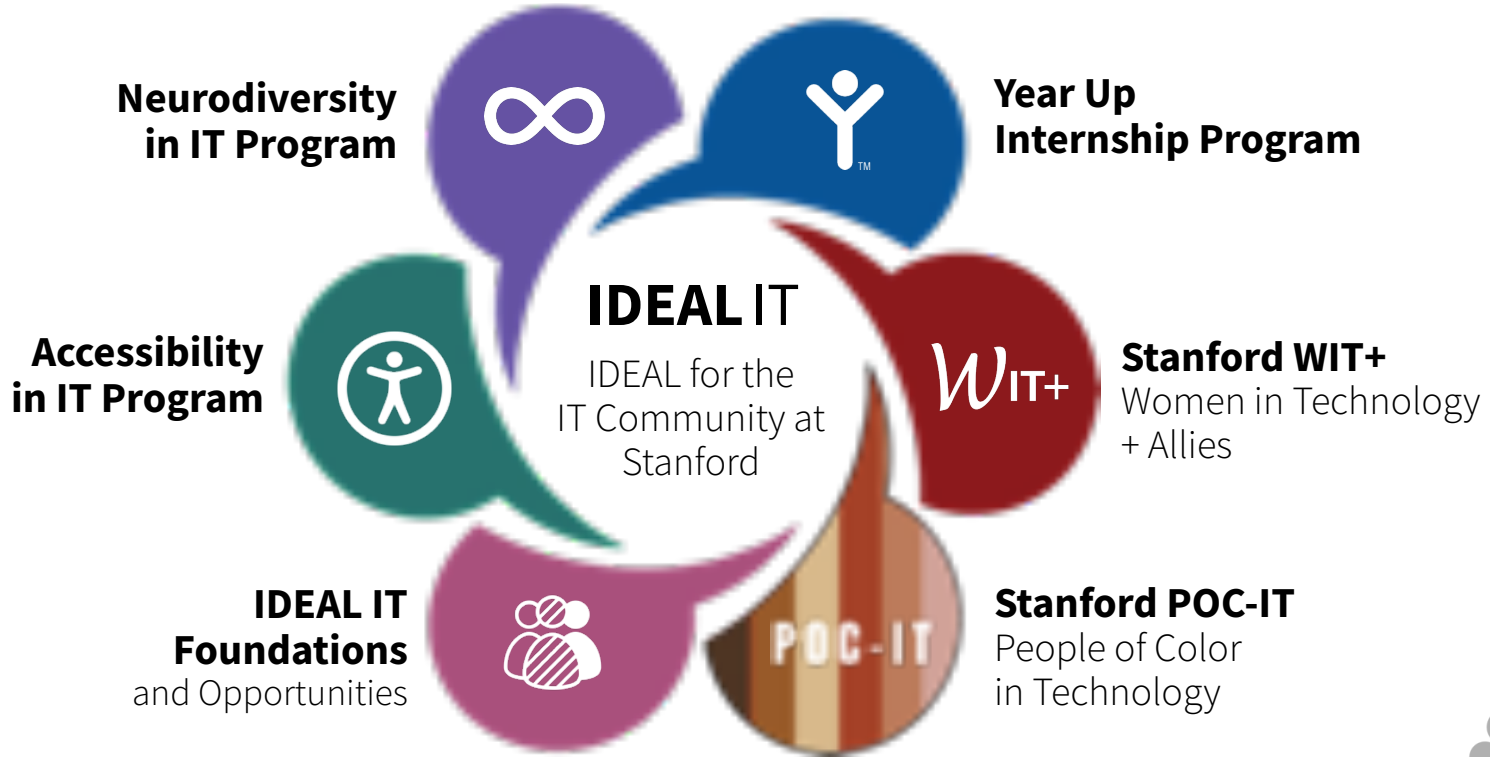 Neurodiversity
in IT Program
TM
Year Up
Internship Program
Accessibility
in IT Program
IDEAL IT
IDEAL for the
IT Community at
Stanford
WIT+
Stanford WIT+
Women in Technology
+ Allies
IDEAL IT
Foundations
and Opportunities
POC-IT
Stanford POC-IT
People of Color
in Technology